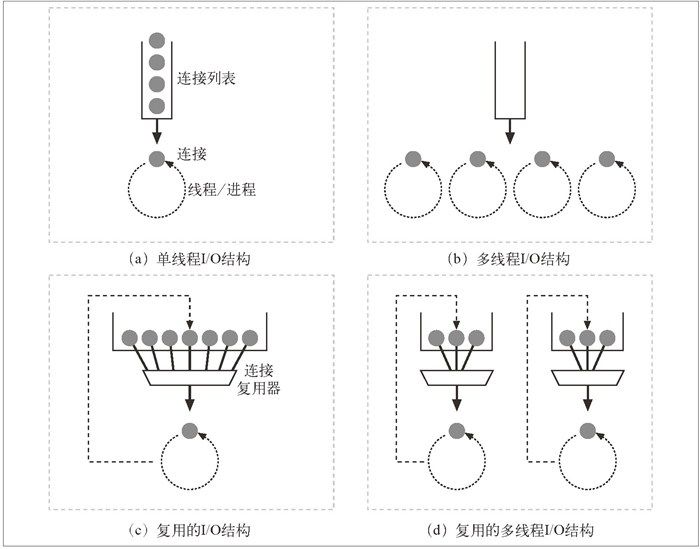 连接列表
连接
线程/进程
(a) 单线程I/O结构
(b) 多线程I/O结构
连接
复用器
(c) 复用的I/O结构
(d) 复用的多线程I/O结构